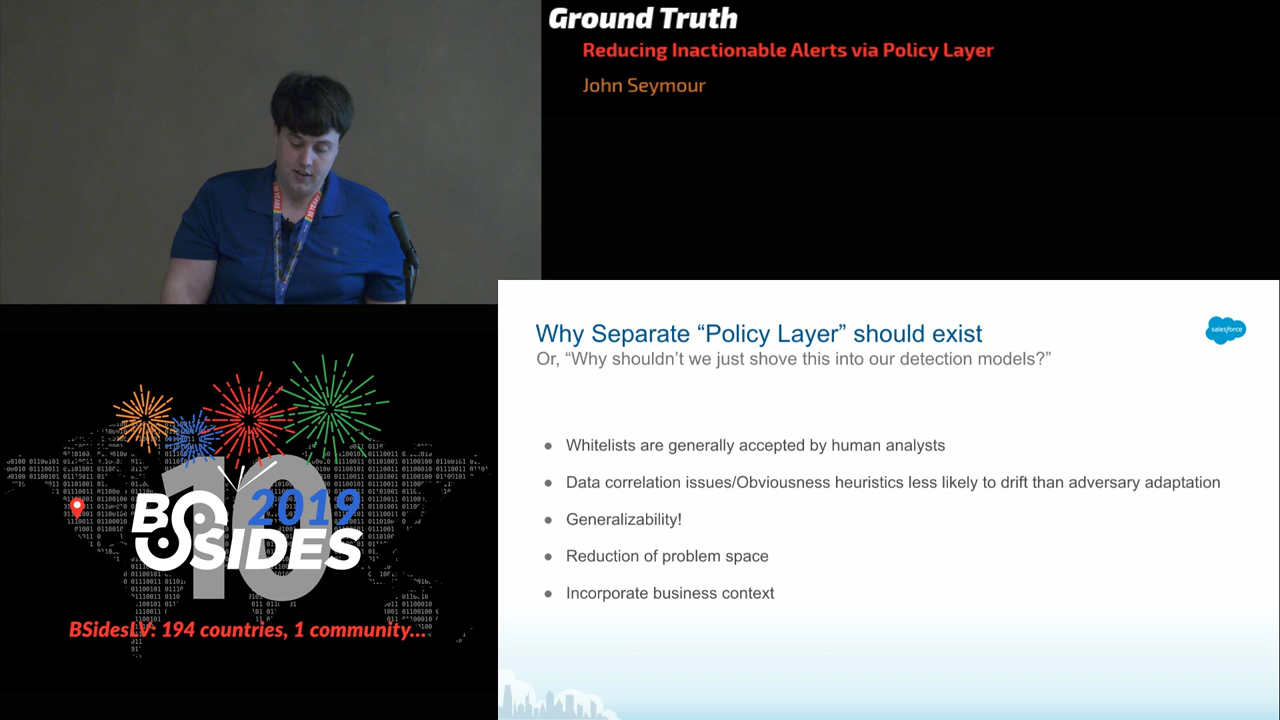 Ground Truth
Reducing Inactionable Alerts via Policy Layer
John Seymour
Why Separate “Policy Layer” should exist
Or, “Why shouldn’t we just shove this into our detection models?”
salesforce
● Whitelists are generally accepted by human analysts
● Data correlation issues/Obviousness heuristics less likely to drift than adversary adaptation
● Generalizability!
● Reduction of problem space
● Incorporate business context
10
2019
BSIDES
BSidesLV: 194 countries, 1 community...